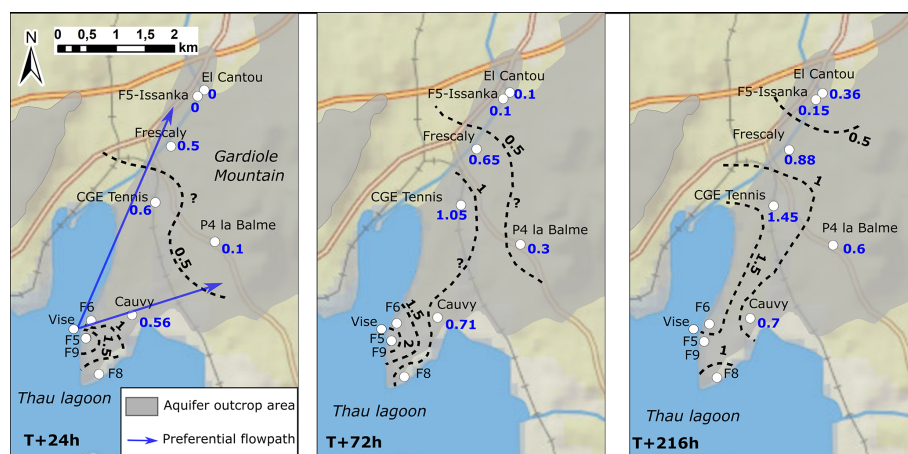 N
0 0,5 1 1,5 2
km
El Cantou
F5-Issanka
0
0
Frescaly
0.5
Gardiole
Mountain
?
CGE Tennis
0.6
P4 la Balme
0.1
0.5
F6
Cauvy
Vise
0.56
F5
1
F9
1.5
F8
Thau lagoon
Aquifer outcrop area
Preferential flowpath
T+24h
El Cantou
F5-Issanka
0.1
0.1
Frescaly
0.5
0.65
1
CGE Tennis
1.05
?
P4 la Balme
0.3
?
F6
1.5
Cauvy
Vise
0.71
F5
2
1
F9
F8
Thau lagoon
T+72h
El Cantou
F5-Issanka
0.36
0.15
Frescaly
0.5
0.88
1
CGE Tennis
1.45
P4 la Balme
0.6
1.5
F6
Cauvy
Vise
0.7
F5
F9
1
F8
Thau lagoon
T+216h